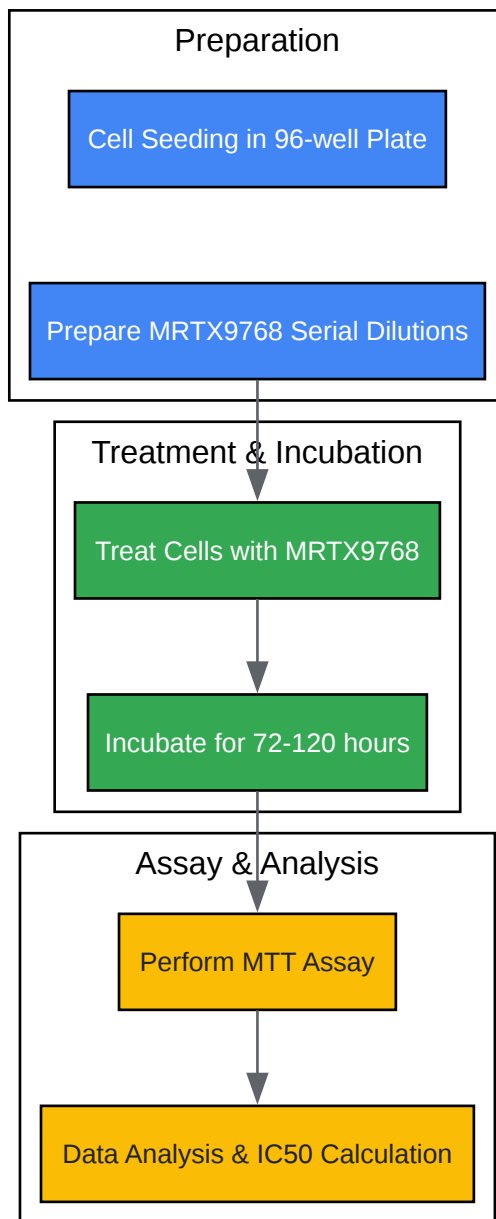 Preparation
Cell Seeding in 96-well Plate
Prepare MRTX9768 Serial Dilutions
Treatment & Incubation
Treat Cells with MRTX9768
Incubate for 72-120 hours
Assay & Analysis
Perform MTT Assay
Data Analysis & IC50 Calculation